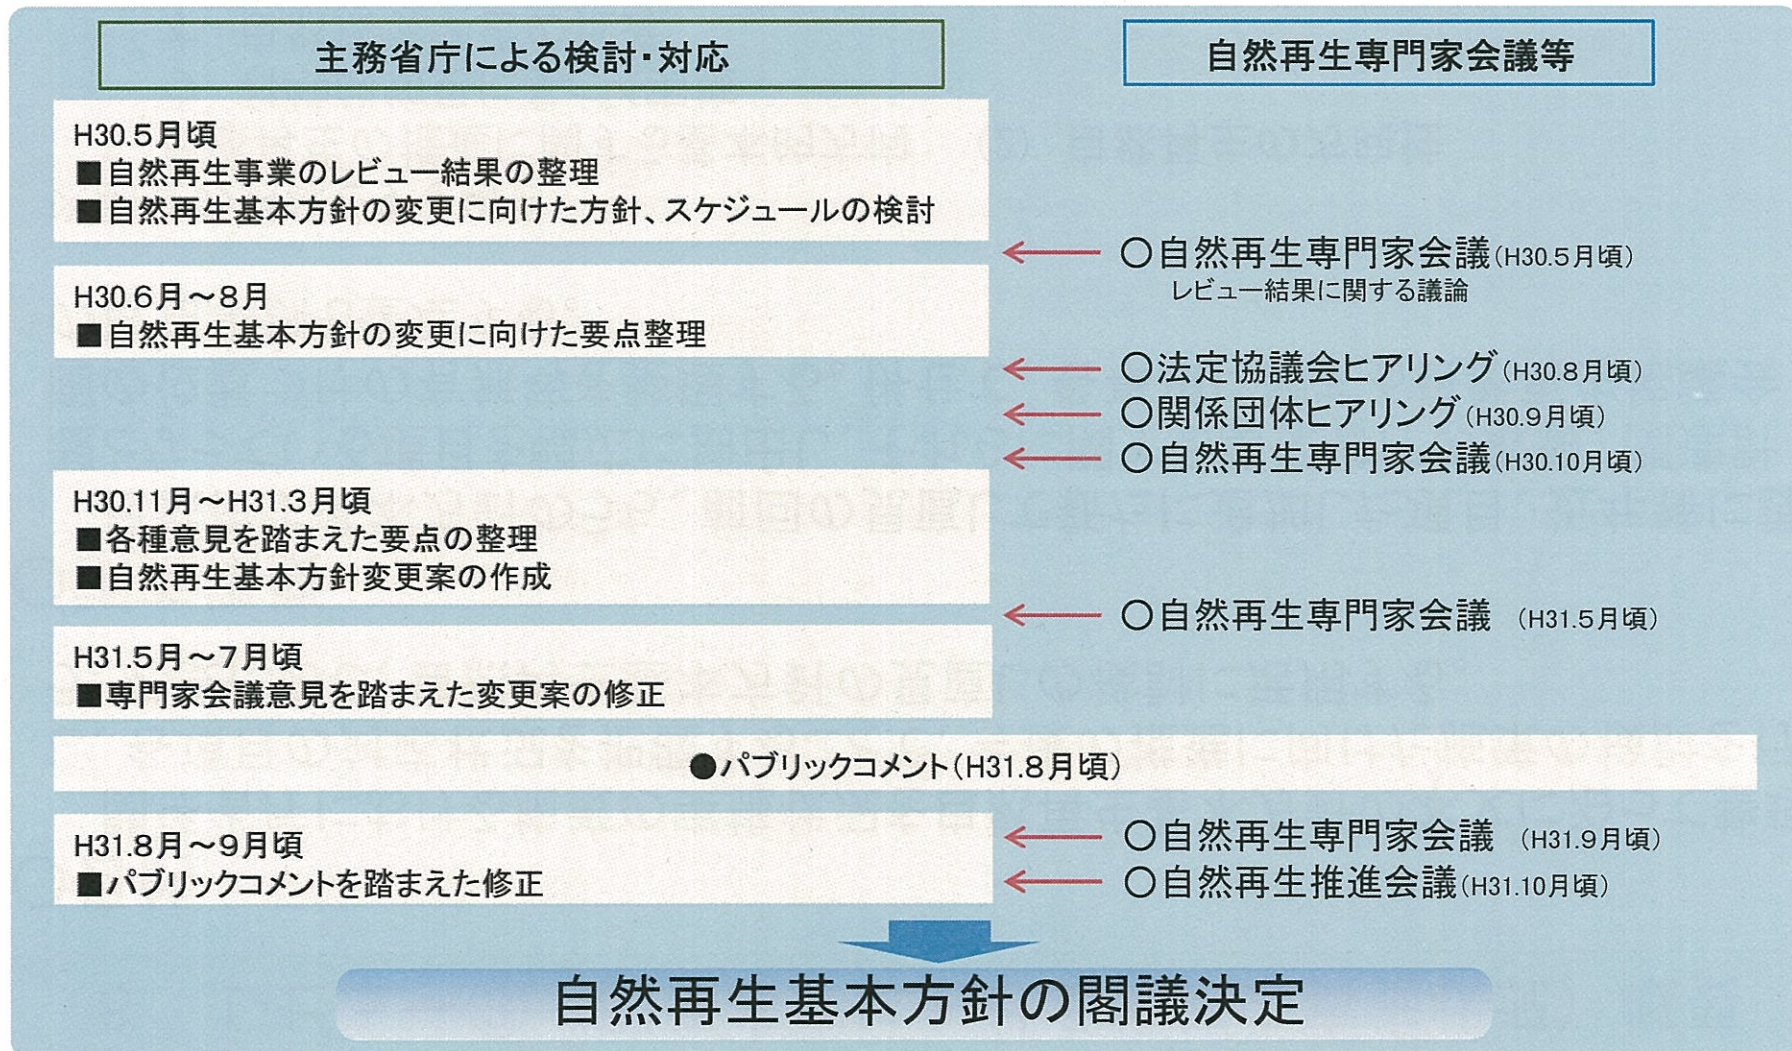 主務省庁による検討・対応
自然再生専門家会議等
H30.5月頃
■自然再生事業のレビュー結果の整理
■自然再生基本方針の変更に向けた方針、スケジュールの検討
○自然再生専門家会議(H30.5月頃)
レビュー結果に関する議論
H30.6月~8月
■自然再生基本方針の変更に向けた要点整理
○法定協議会ヒアリング(H30.8月頃)
○関係団体ヒアリング(H30.9月頃)
○自然再生専門家会議(H30.10月頃)
H30.11月~H31.3月頃
■各種意見を踏まえた要点の整理
■自然再生基本方針変更案の作成
○自然再生専門家会議 (H31.5月頃)
H31.5月~7月頃
■専門家会議意見を踏まえた変更案の修正
●パブリックコメント(H31.8月頃)
H31.8月~9月頃
■パブリックコメントを踏まえた修正
○自然再生専門家会議 (H31.9月頃)
○自然再生推進会議(H31.10月頃)
自然再生基本方針の閣議決定